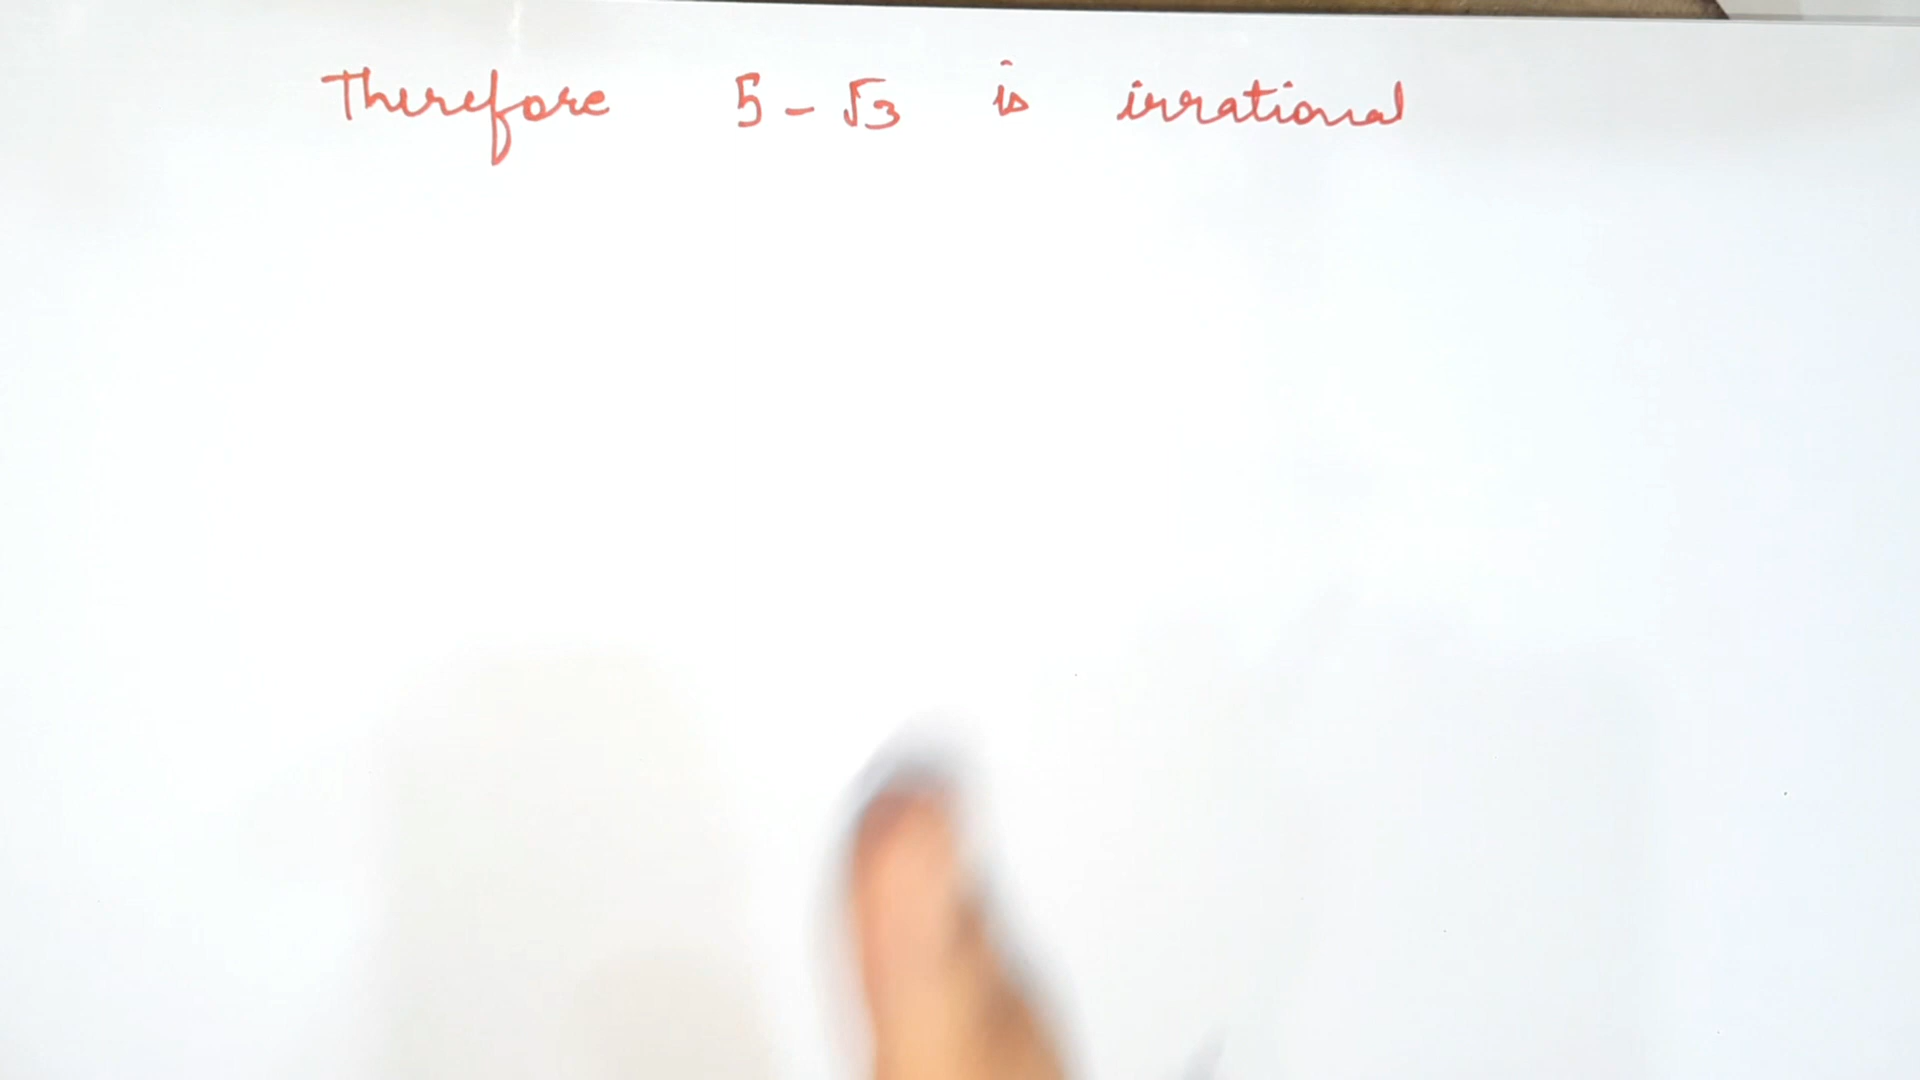 Therefore 5 - √3 is irrational